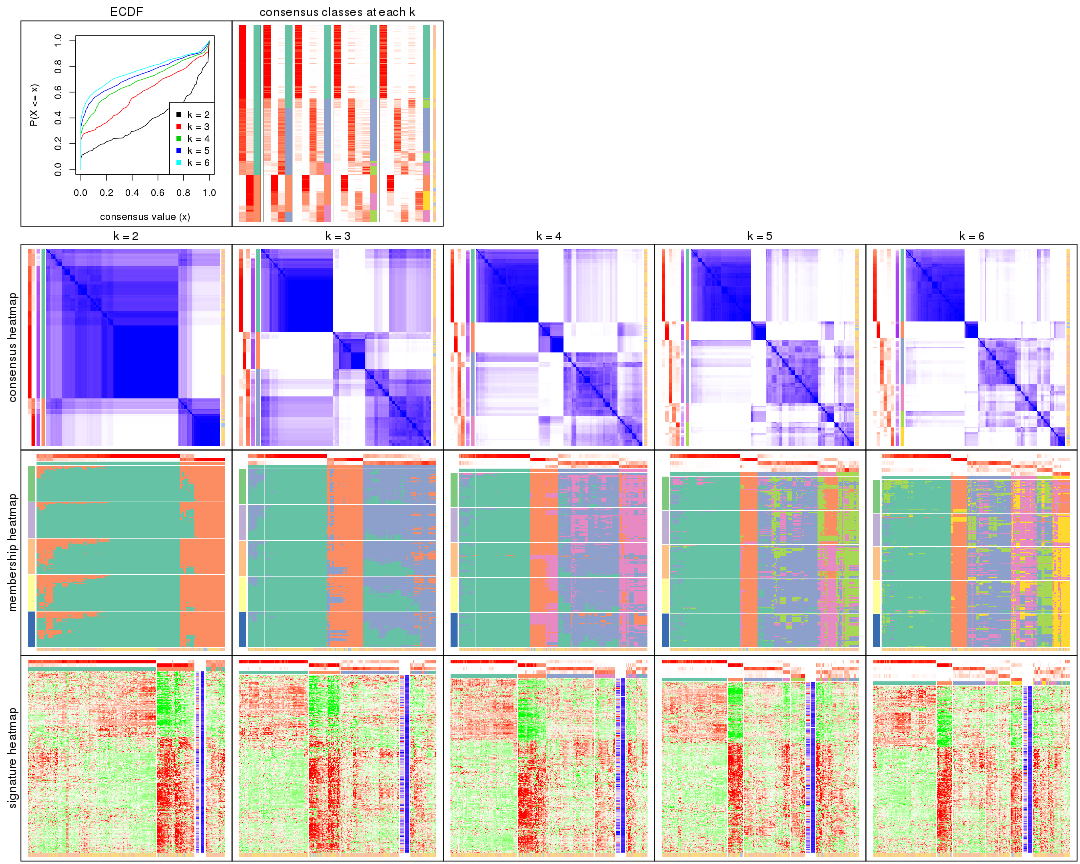 ECDF
consensus classes at each k
P(X <= x)
0.0 0.2 0.4 0.6 0.8 1.0
k = 2
k = 3
k = 4
k = 5
k = 6
0.0 0.2 0.4 0.6 0.8 1.0
consensus value (x)
k = 2
k = 3
k = 4
k = 5
k = 6
consensus heatmap
membership heatmap
signature heatmap